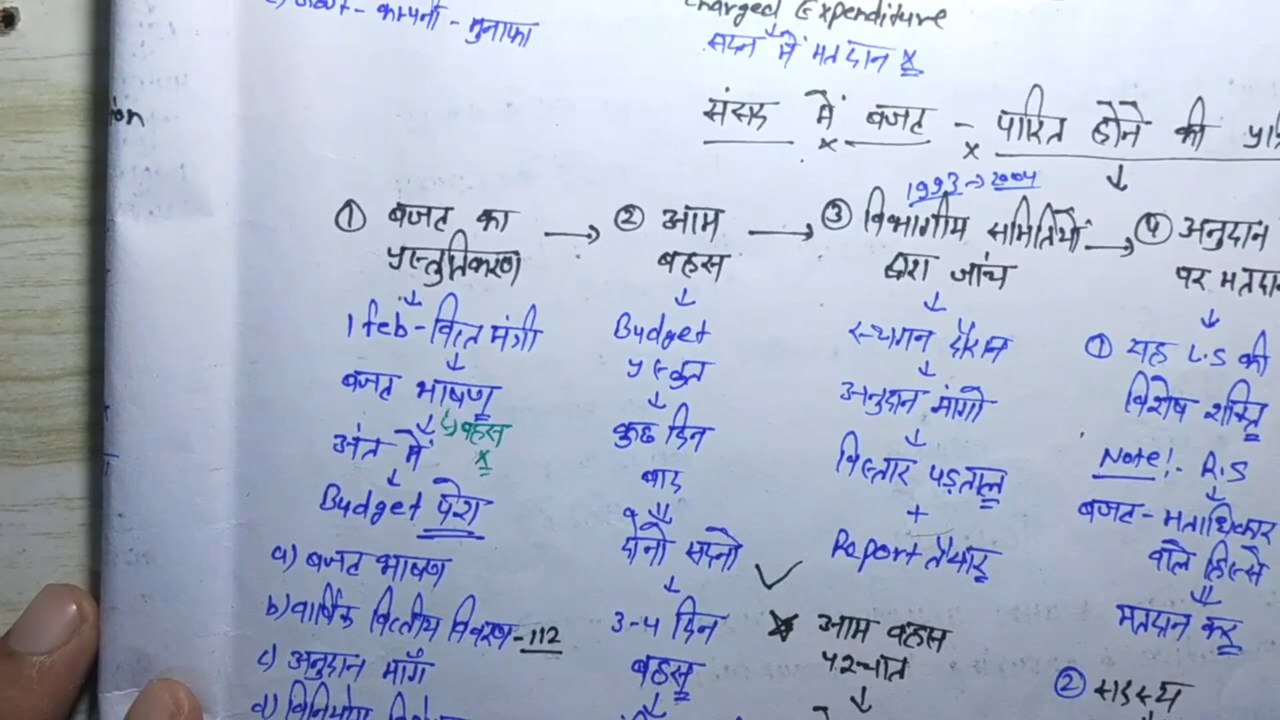 मुनाफा
Charged Expenditure
सदन में मतदान x
संसद में बजट - पारित होने की
1993 → 2004
① बजट का
प्रस्तुतिकरण
1 feb - वित्त मंत्री
बजट भाषण
↳ बहस
x
अंत में
Budget पेश
a) बजट भाषण
b) वार्षिक वित्तीय विवरण - 112
c) अनुदान माँग
d) विनियोग
② आम
बहस
Budget
प्रस्तुत
कुछ दिन
बाद
दोनो सदनो
3-4 दिन
बहस
③ विभागीय समितियों
द्वारा जांच
स्थगन दौरान
अनुदान मांगो
विस्तार पड़ताल
+
Report तैयार
आम बहस
पश्चात
④ अनुदान
पर
① यह L.S की
विशेष शक्ति
Note!- R.S
बजट - मताधिकार
वाले हिस्से
मतदान
② सदस्य